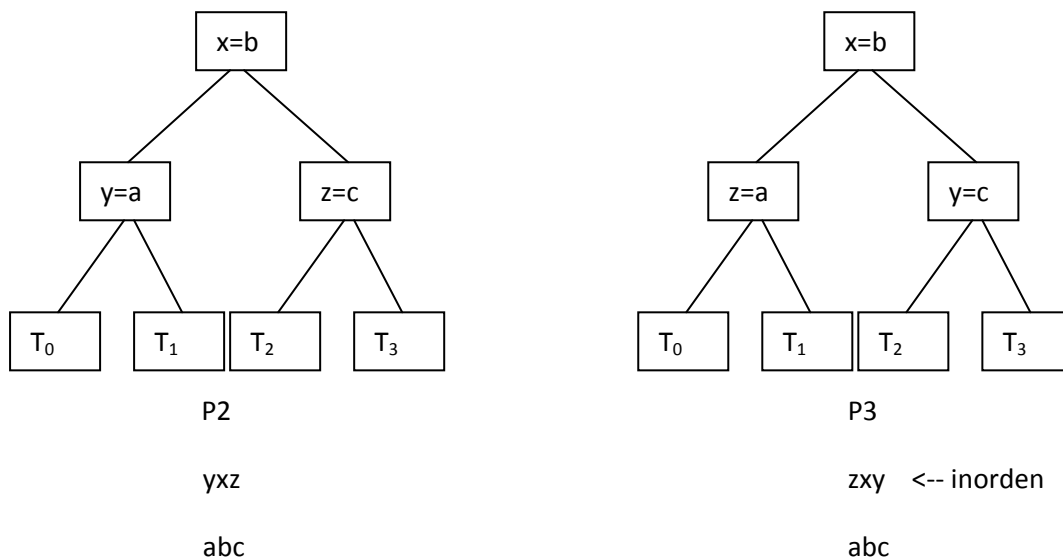 x=b x=b
y=a z=c z=a y=c
T₀ T₁ T₂ T₃ T₀ T₁ T₂ T₃
P2 P3
yxz zxy <-- inorden
abc abc